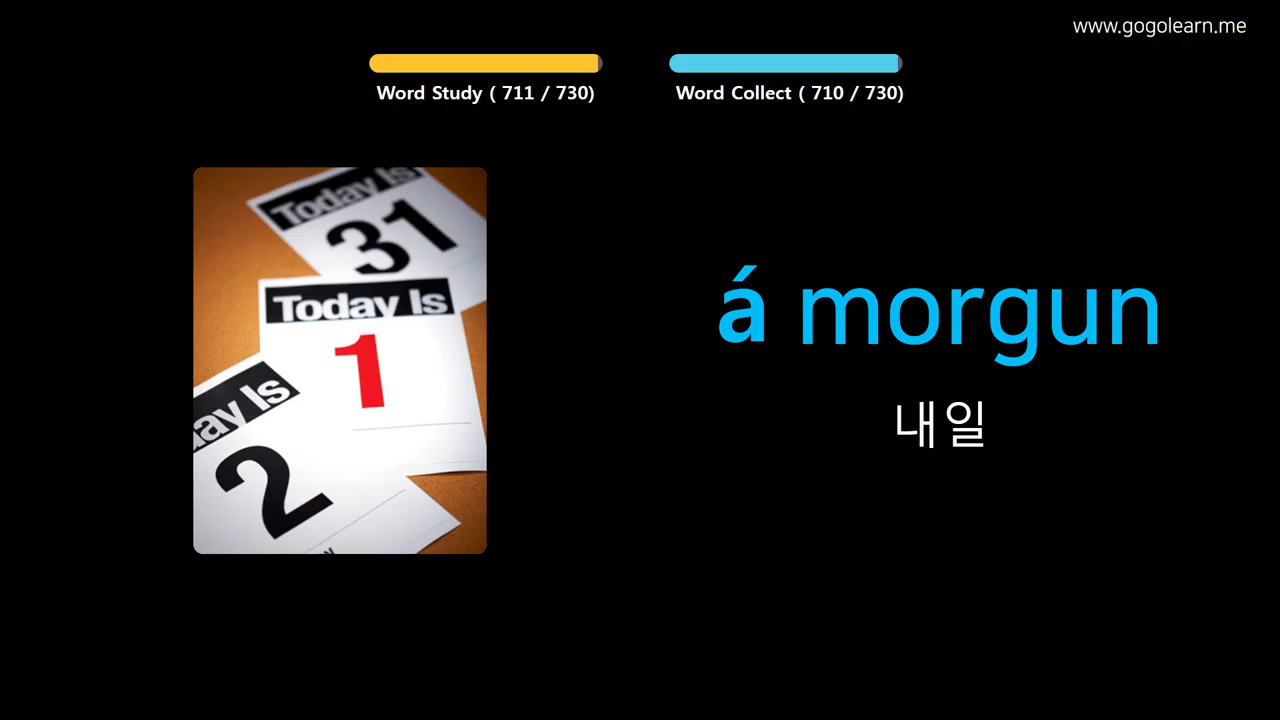 www.gogolearn.me
Word Study ( 711 / 730)
Word Collect ( 710 / 730)
Today Is
31
Today Is
1
ay Is
2
á morgun
내일